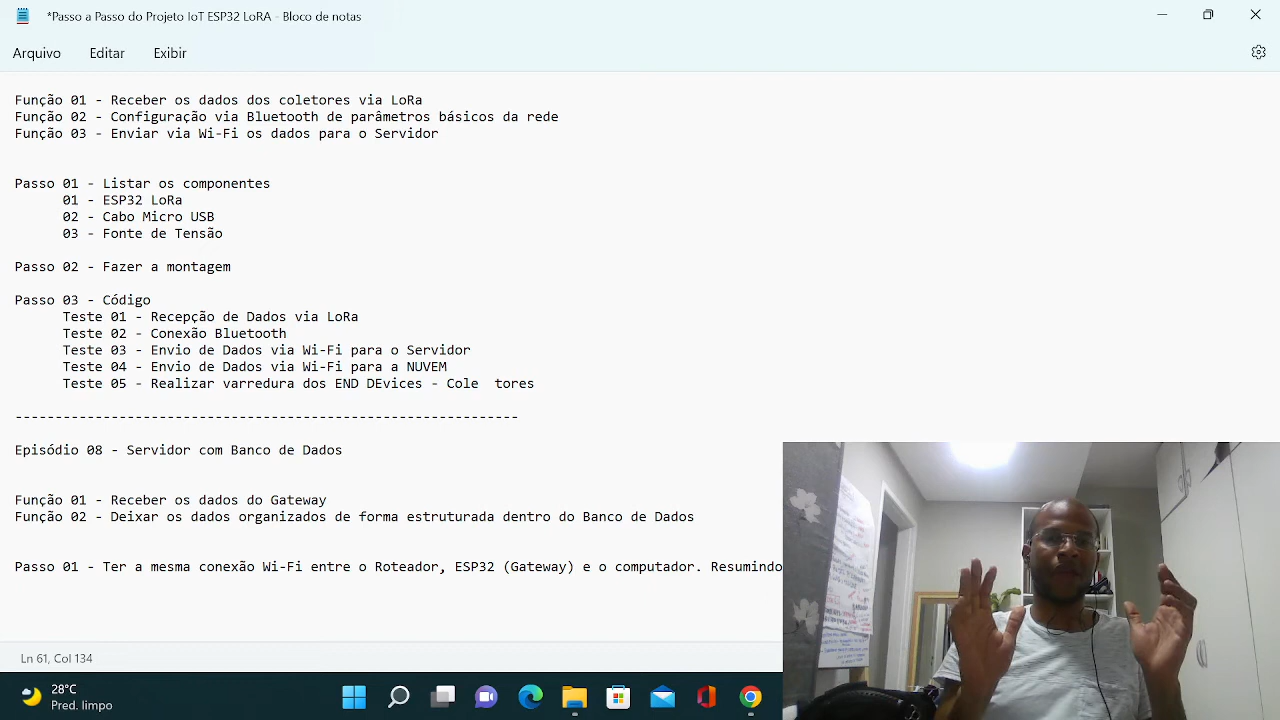 *Passo a Passo do Projeto IoT ESP32 LoRA - Bloco de notas
Arquivo Editar Exibir
Função 01 - Receber os dados dos coletores via LoRa
Função 02 - Configuração via Bluetooth de parâmetros básicos da rede
Função 03 - Enviar via Wi-Fi os dados para o Servidor
Passo 01 - Listar os componentes
01 - ESP32 LoRa
02 - Cabo Micro USB
03 - Fonte de Tensão
Passo 02 - Fazer a montagem
Passo 03 - Código
Teste 01 - Recepção de Dados via LoRa
Teste 02 - Conexão Bluetooth
Teste 03 - Envio de Dados via Wi-Fi para o Servidor
Teste 04 - Envio de Dados via Wi-Fi para a NUVEM
Teste 05 - Realizar varredura dos END DEvices - Cole  tores
---------------------------------------------------------------
Episódio 08 - Servidor com Banco de Dados
Função 01 - Receber os dados do Gateway
Função 02 - Deixar os dados organizados de forma estruturada dentro do Banco de Dados
Passo 01 - Ter a mesma conexão Wi-Fi entre o Roteador, ESP32 (Gateway) e o computador. Resumindo
Ln 61, Col 134
28°C
Pred. limpo